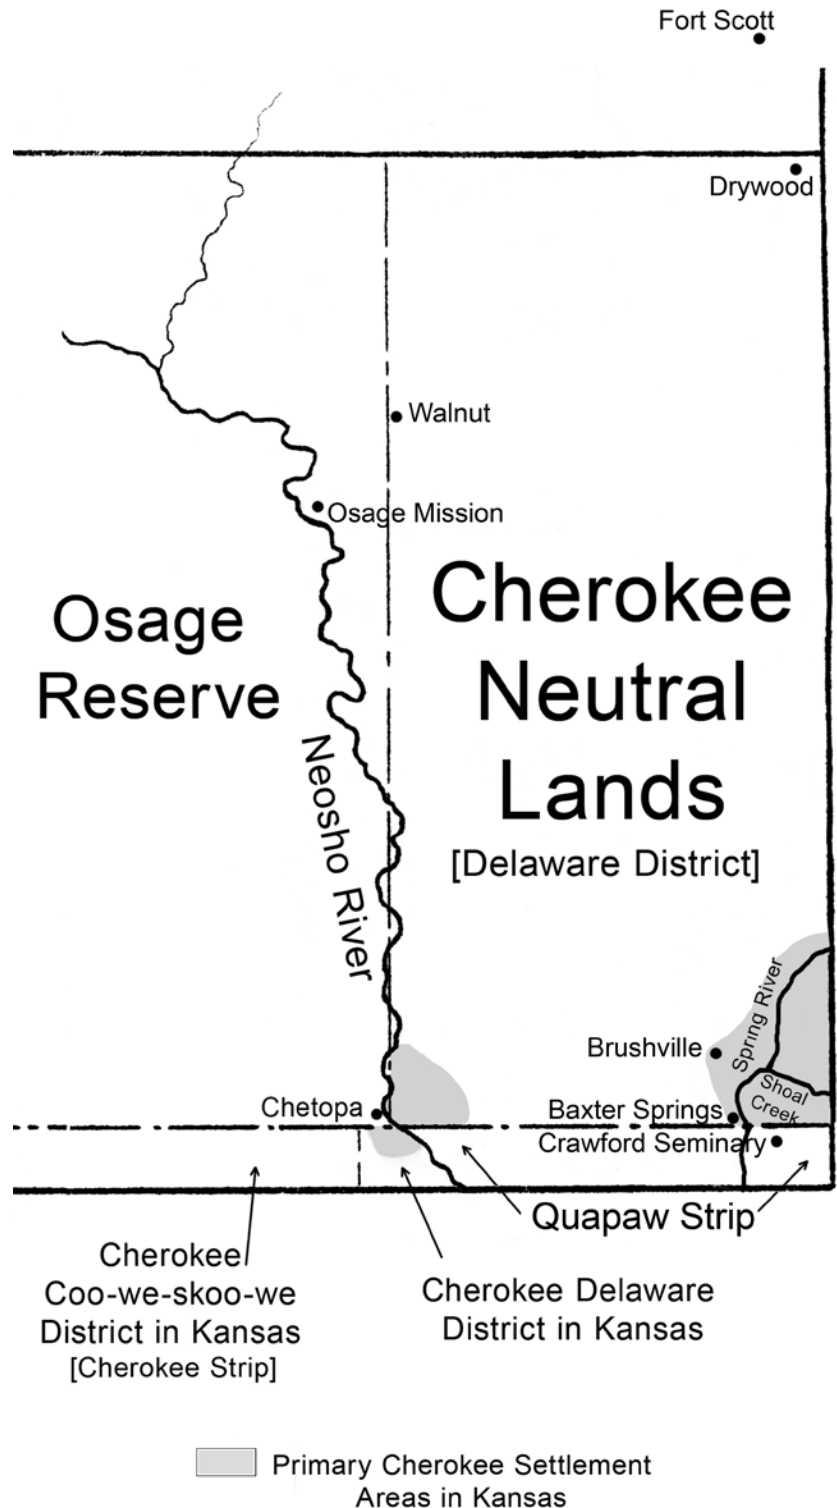 Fort Scott
Drywood
Walnut
Osage Mission
Cherokee
Neutral
Lands
[Delaware District]
Osage
Reserve
Neosho River
Spring River
Brushville
Shoal
Creek
Chetopa
Baxter Springs
Crawford Seminary
Quapaw Strip
Cherokee
Coo-we-skoo-we
District in Kansas
[Cherokee Strip]
Cherokee Delaware
District in Kansas
Primary Cherokee Settlement
Areas in Kansas